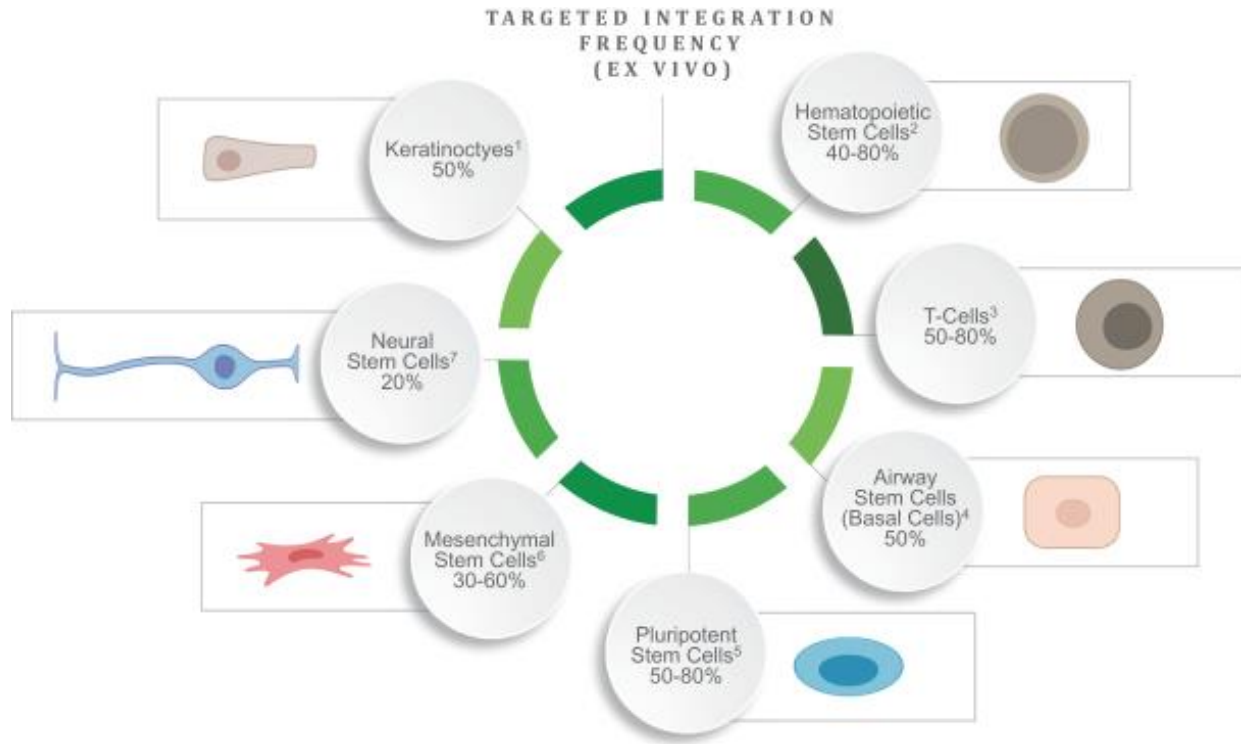 TARGETED INTEGRATION
FREQUENCY
(EX VIVO)
Keratinoctyes¹
50%
Hematopoietic
Stem Cells²
40-80%
T-Cells³
50-80%
Neural
Stem Cells⁷
20%
Airway
Stem Cells
(Basal Cells)⁴
50%
Mesenchymal
Stem Cells⁶
30-60%
Pluripotent
Stem Cells⁵
50-80%